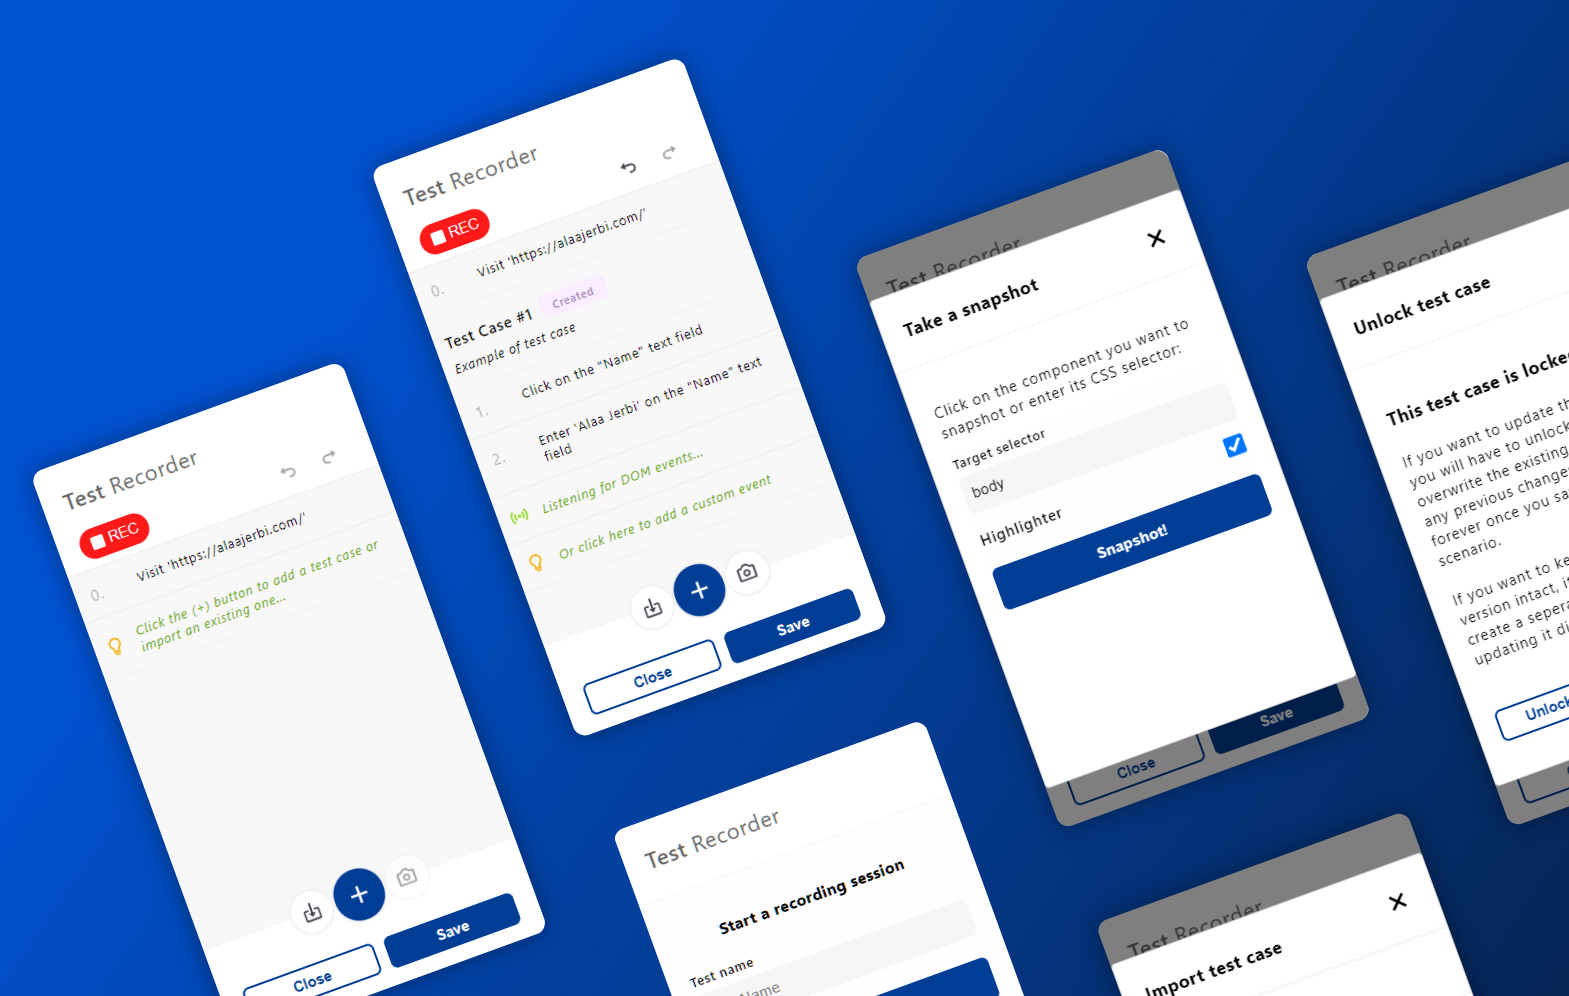 Test Recorder
REC
0. Visit 'https://alaajerbi.com/'
Click the (+) button to add a test case or
import an existing one...
Close
Save
Test Recorder
REC
0. Visit 'https://alaajerbi.com/'
Test Case #1 Created
Example of test case
1. Click on the "Name" text field
2. Enter 'Alaa Jerbi' on the "Name" text
field
Listening for DOM events...
Or click here to add a custom event
Close
Save
Test Recorder
Start a recording session
Test name
Name
Test Recorder
Take a snapshot
Click on the component you want to
snapshot or enter its CSS selector:
Target selector
body
Highlighter
Snapshot!
Close
Save
Test Recorder
Import test case
Test Recorder
Unlock test case
This test case is locke
If you want to update th
you will have to unlock
overwrite the existing
any previous change
forever once you sa
scenario.
If you want to ke
version intact, i
create a sepera
updating it di
Unlock